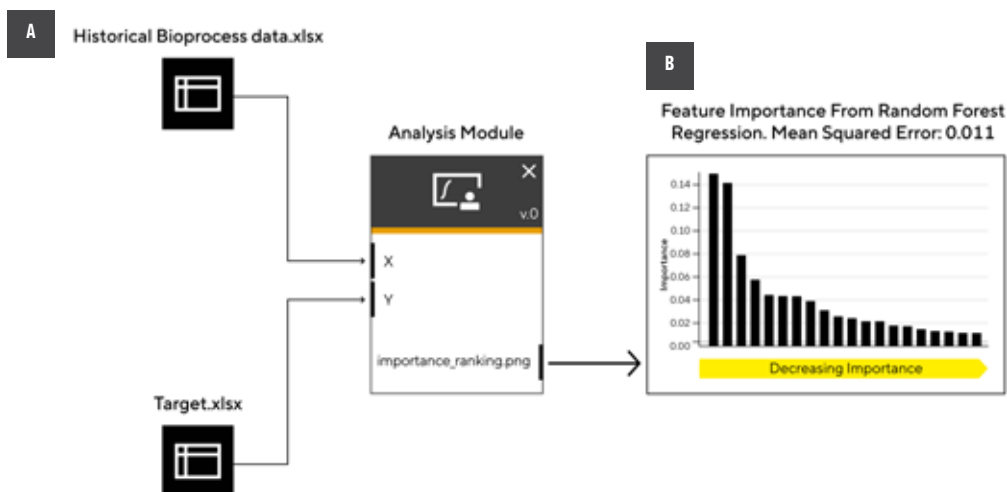 A
Historical Bioprocess data.xlsx
Analysis Module
v.0
X
Y
importance_ranking.png
Target.xlsx
B
Feature Importance From Random Forest
Regression. Mean Squared Error: 0.011
Importance
0.14
0.12
0.10
0.08
0.06
0.04
0.02
0.00
Decreasing Importance